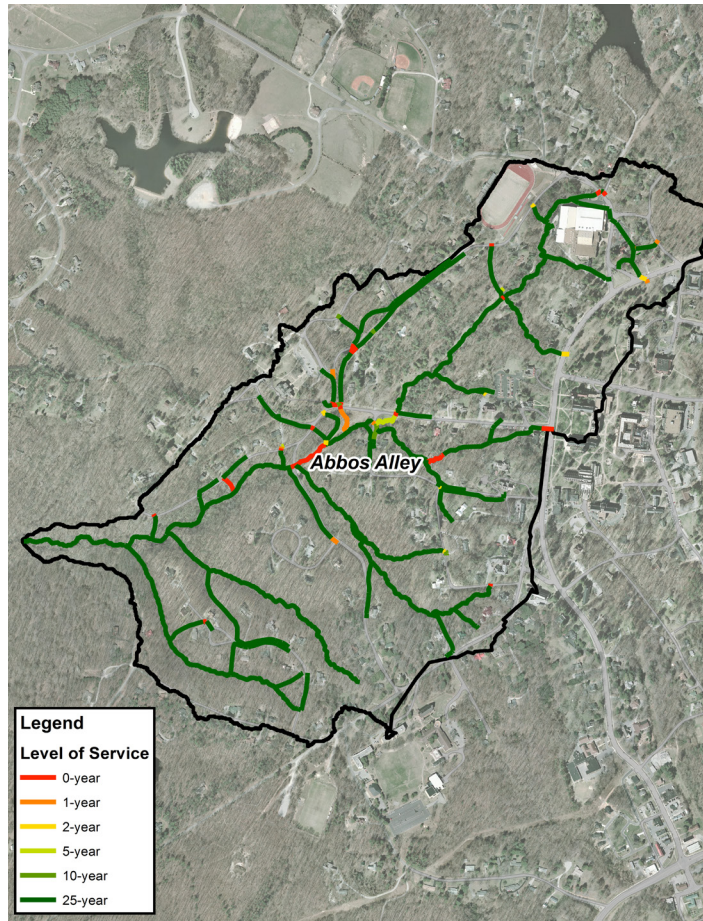 Abbos Alley
Legend
Level of Service
0-year
1-year
2-year
5-year
10-year
25-year